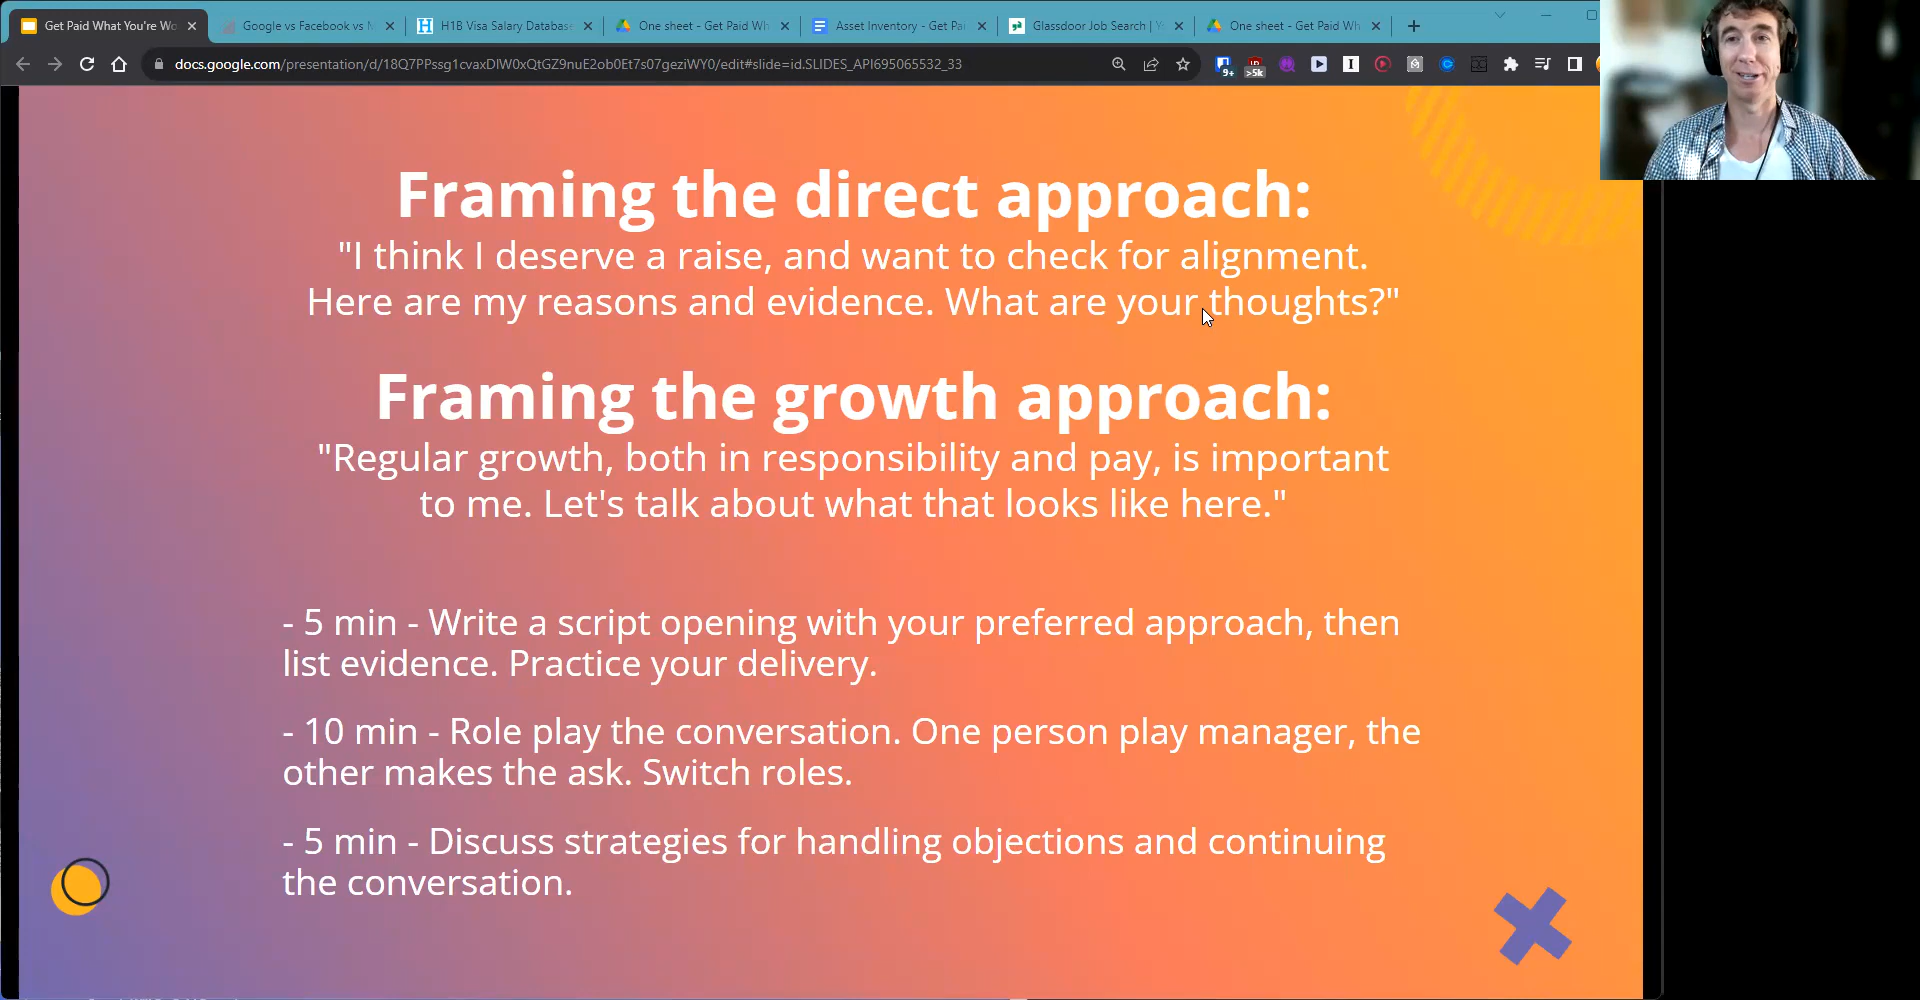 Get Paid What You're Wo
Google vs Facebook vs M
H1B Visa Salary Database
One sheet - Get Paid Wh
Asset Inventory - Get Pai
Glassdoor Job Search | Y
One sheet - Get Paid Wh
docs.google.com/presentation/d/18Q7PPssg1cvaxDlW0xQtGZ9nuE2ob0Et7s07geziWY0/edit#slide=id.SLIDES_API695065532_33
9+
>5k
Framing the direct approach:
"I think I deserve a raise, and want to check for alignment.
Here are my reasons and evidence. What are your thoughts?"
Framing the growth approach:
"Regular growth, both in responsibility and pay, is important
to me. Let's talk about what that looks like here."
- 5 min - Write a script opening with your preferred approach, then
list evidence. Practice your delivery.
- 10 min - Role play the conversation. One person play manager, the
other makes the ask. Switch roles.
- 5 min - Discuss strategies for handling objections and continuing
the conversation.